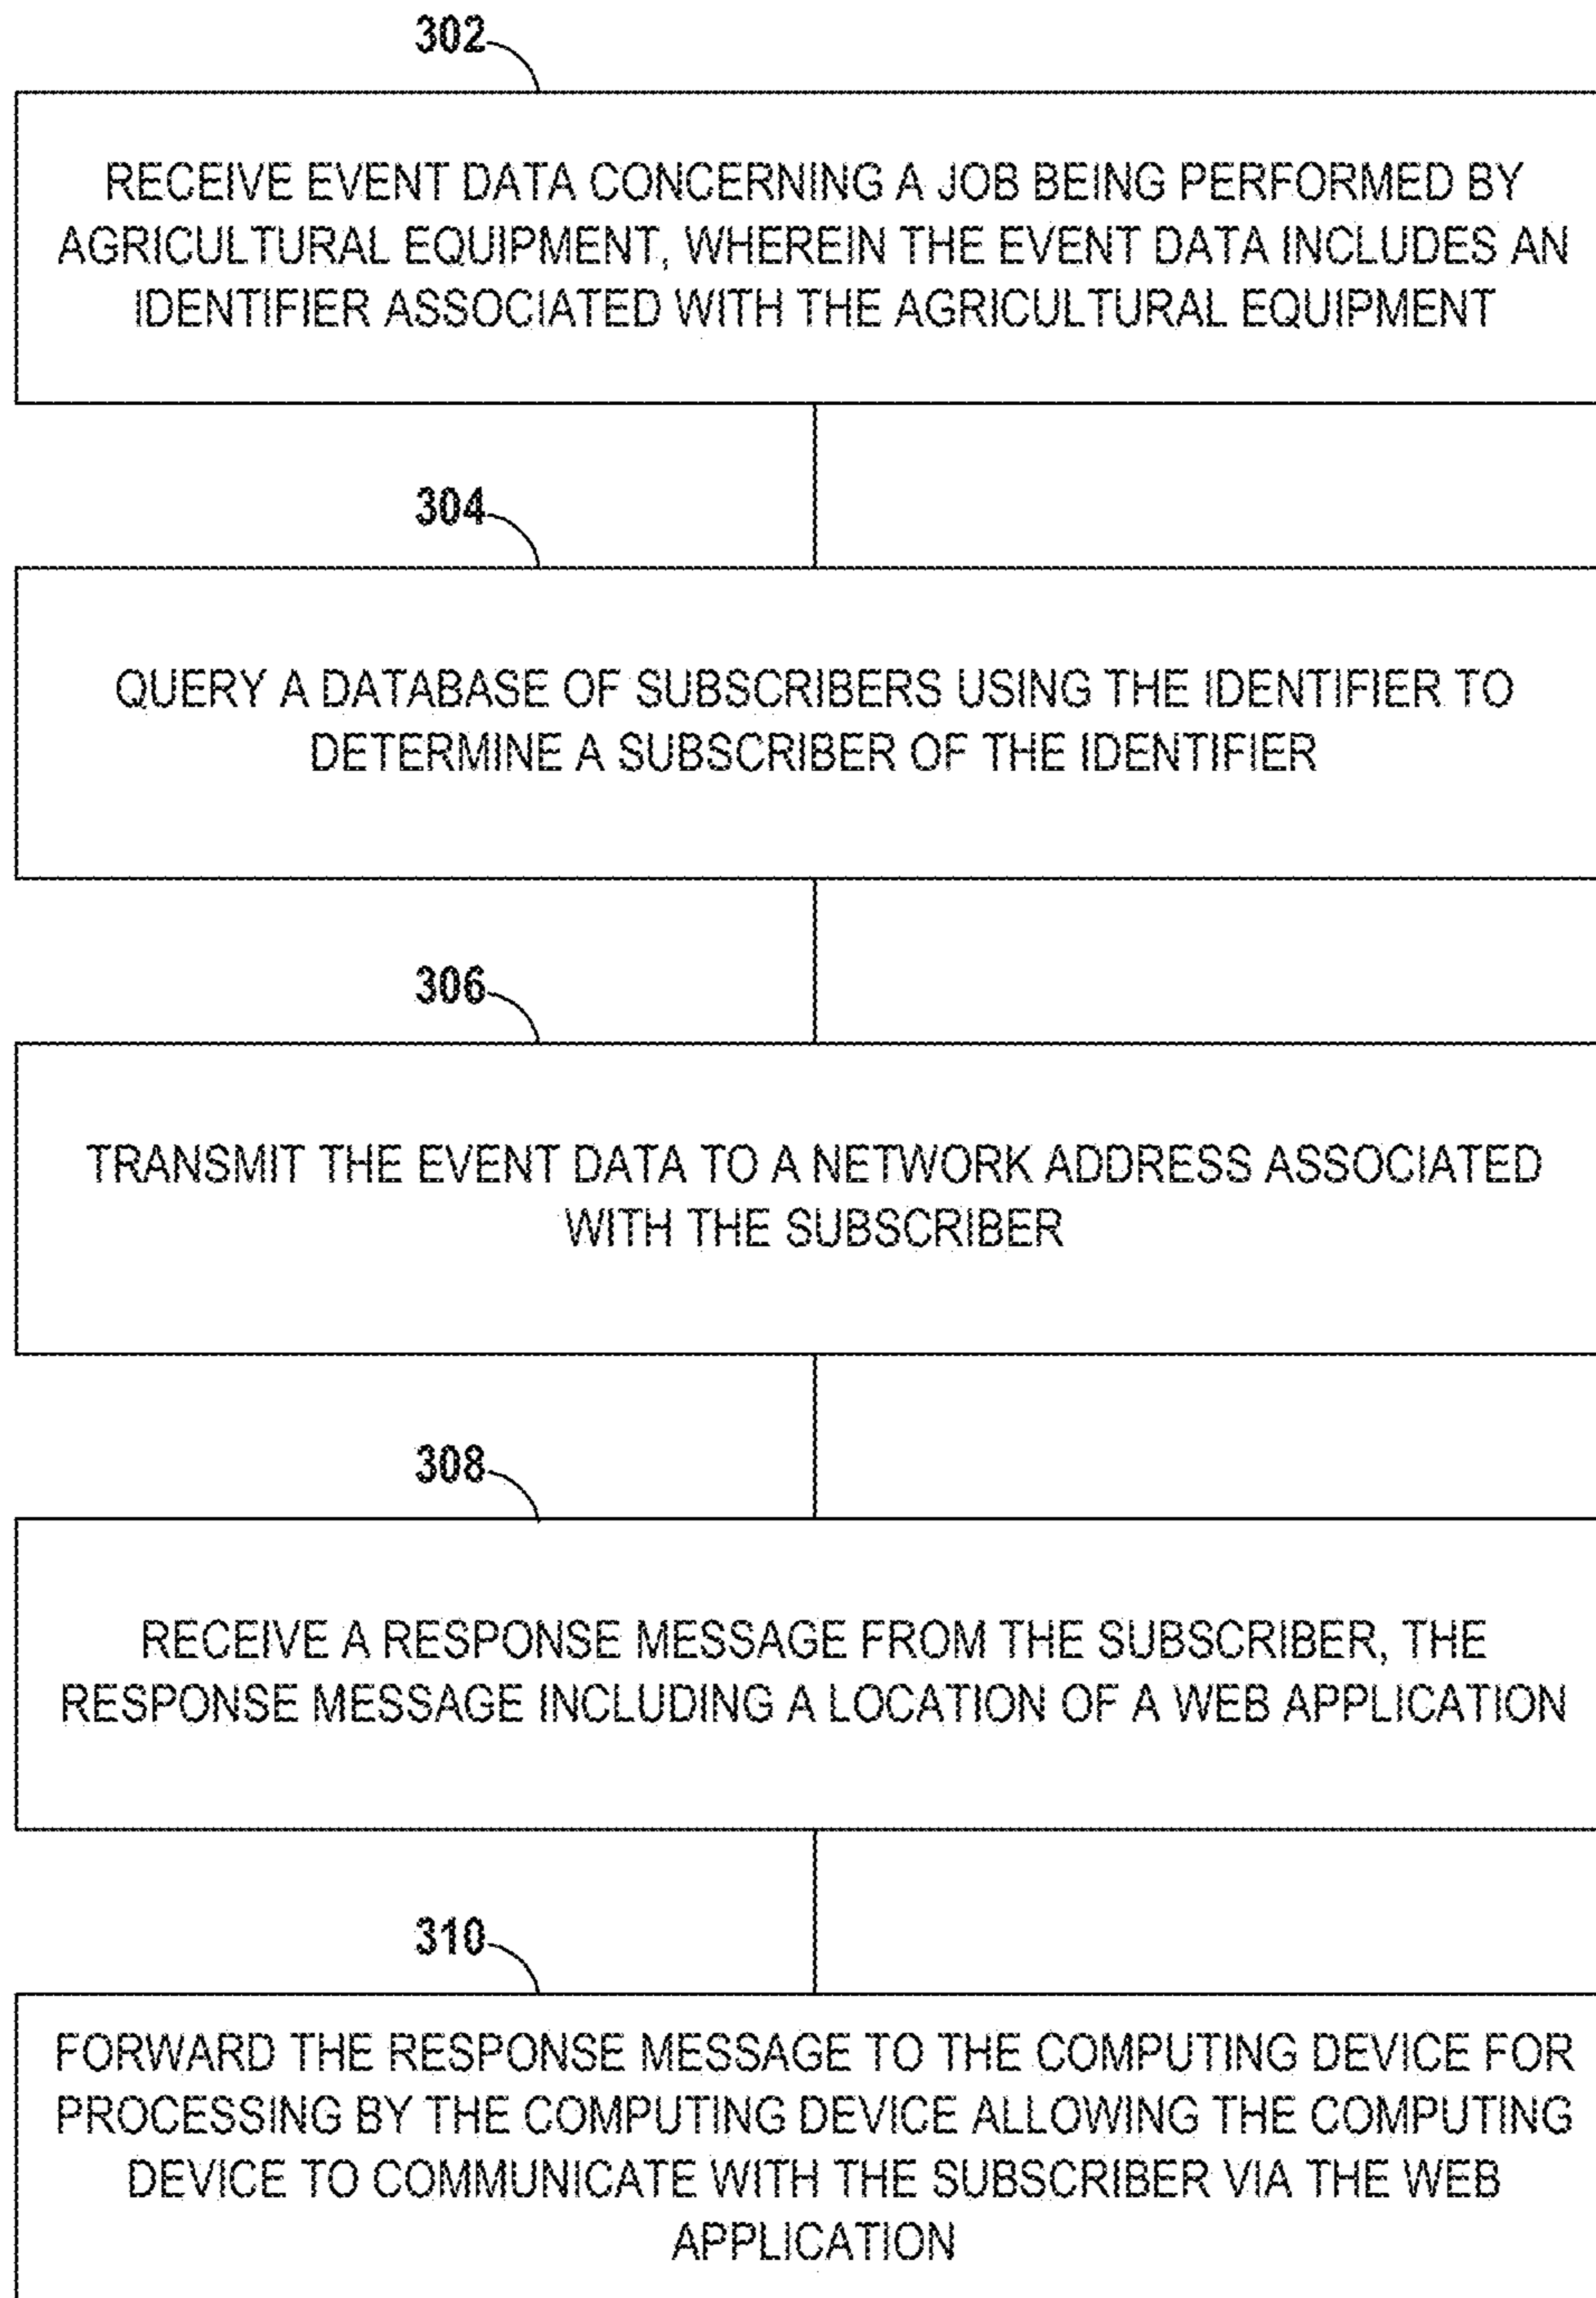 302
RECEIVE EVENT DATA CONCERNING A JOB BEING PERFORMED BY
AGRICULTURAL EQUIPMENT, WHEREIN THE EVENT DATA INCLUDES AN
IDENTIFIER ASSOCIATED WITH THE AGRICULTURAL EQUIPMENT
304
QUERY A DATABASE OF SUBSCRIBERS USING THE IDENTIFIER TO
DETERMINE A SUBSCRIBER OF THE IDENTIFIER
306
TRANSMIT THE EVENT DATA TO A NETWORK ADDRESS ASSOCIATED
WITH THE SUBSCRIBER
308
RECEIVE A RESPONSE MESSAGE FROM THE SUBSCRIBER, THE
RESPONSE MESSAGE INCLUDING A LOCATION OF A WEB APPLICATION
310
FORWARD THE RESPONSE MESSAGE TO THE COMPUTING DEVICE FOR
PROCESSING BY THE COMPUTING DEVICE ALLOWING THE COMPUTING
DEVICE TO COMMUNICATE WITH THE SUBSCRIBER VIA THE WEB
APPLICATION